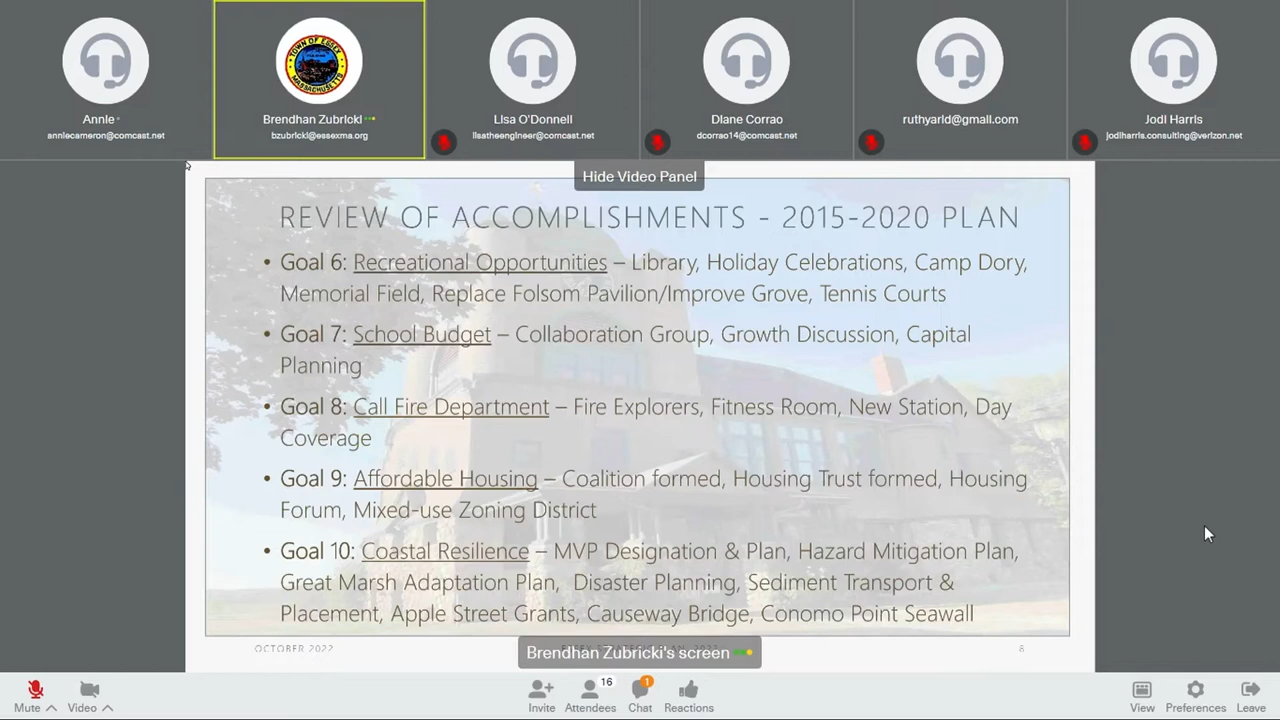 Annie
anniecameron@comcast.net
TOWN OF ESSEX
MASSACHUSETTS
Brendhan Zubricki
bzubricki@essexma.org
Lisa O'Donnell
lisatheengineer@comcast.net
Diane Corrao
dcorrao14@comcast.net
ruthyarid@gmail.com
Jodi Harris
jodiharris.consulting@verizon.net
Hide Video Panel
REVIEW OF ACCOMPLISHMENTS - 2015-2020 PLAN
• Goal 6: Recreational Opportunities – Library, Holiday Celebrations, Camp Dory,
Memorial Field, Replace Folsom Pavilion/Improve Grove, Tennis Courts
• Goal 7: School Budget – Collaboration Group, Growth Discussion, Capital
Planning
• Goal 8: Call Fire Department – Fire Explorers, Fitness Room, New Station, Day
Coverage
• Goal 9: Affordable Housing – Coalition formed, Housing Trust formed, Housing
Forum, Mixed-use Zoning District
• Goal 10: Coastal Resilience – MVP Designation & Plan, Hazard Mitigation Plan,
Great Marsh Adaptation Plan, Disaster Planning, Sediment Transport &
Placement, Apple Street Grants, Causeway Bridge, Conomo Point Seawall
OCTOBER 2022
8
Brendhan Zubricki's screen
Mute
Video
Invite
16
Attendees
1
Chat
Reactions
View
Preferences
Leave